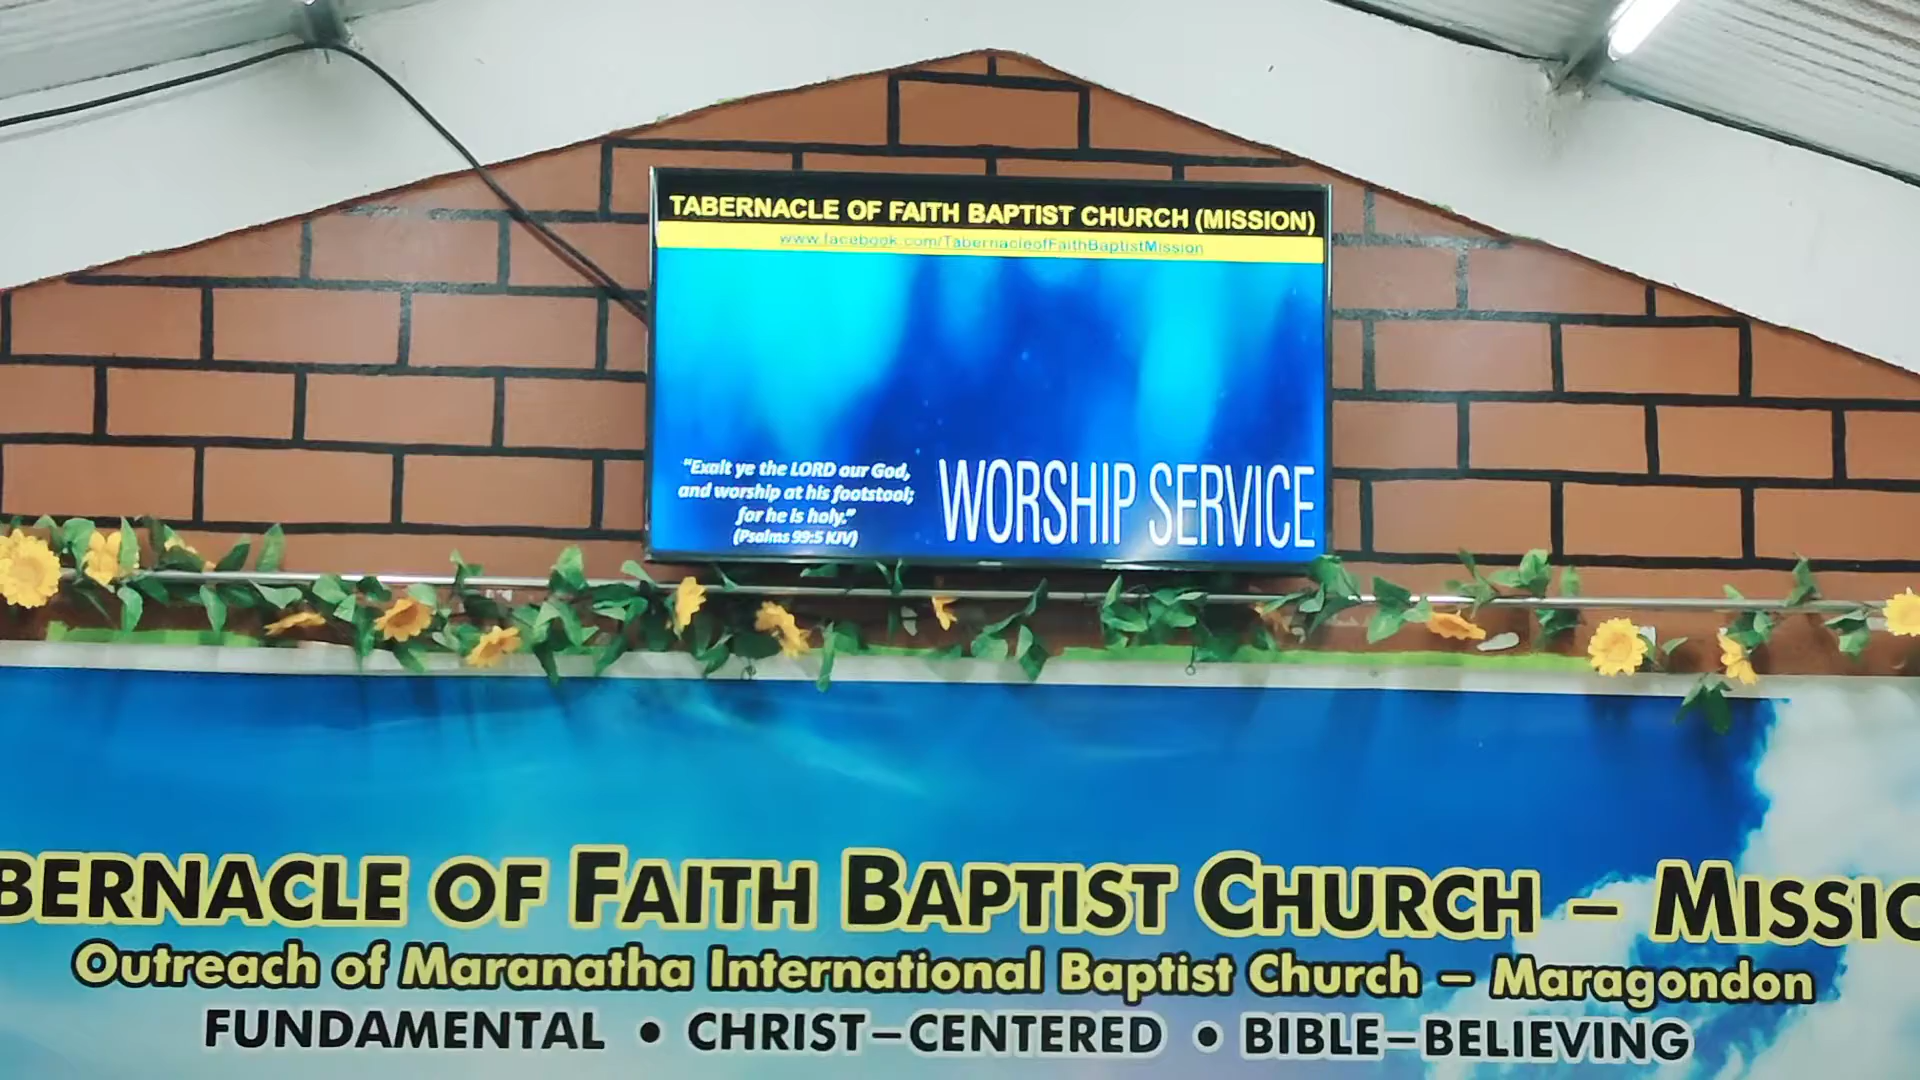 TABERNACLE OF FAITH BAPTIST CHURCH (MISSION)
www.facebook.com/TabernacleofFaithBaptistMission
"Exalt ye the LORD our God,
and worship at his footstool;
for he is holy."
(Psalms 99:5 KJV)
WORSHIP SERVICE
BERNACLE OF FAITH BAPTIST CHURCH – MISSIO
Outreach of Maranatha International Baptist Church – Maragondon
FUNDAMENTAL • CHRIST–CENTERED • BIBLE–BELIEVING